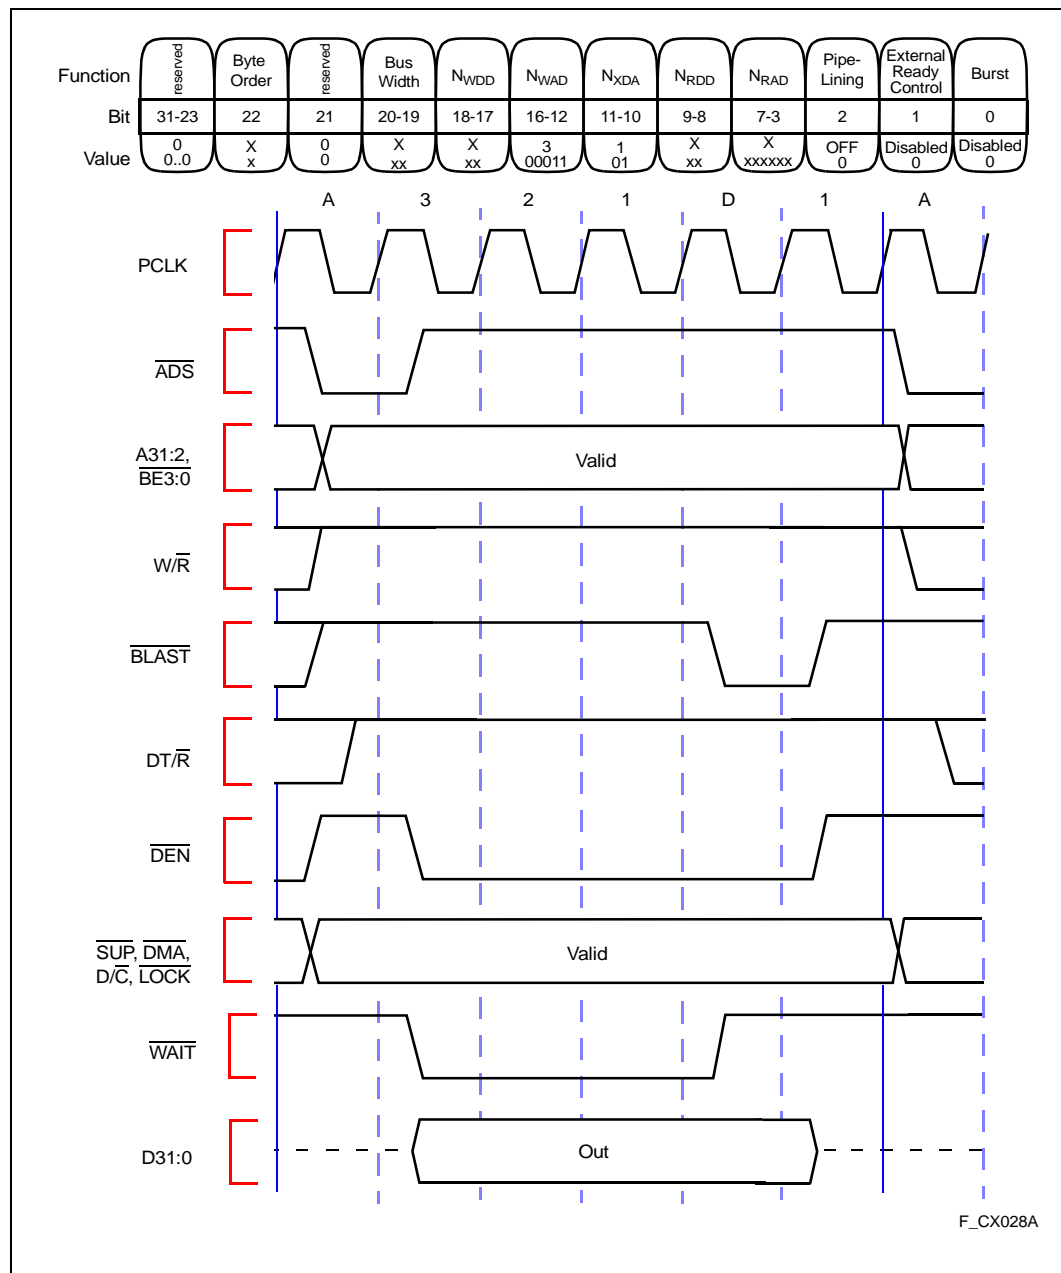 Function reserved Byte Order reserved Bus Width NWDD NWAD NXDA NRDD NRAD Pipe-Lining External Ready Control Burst
Bit 31-23 22 21 20-19 18-17 16-12 11-10 9-8 7-3 2 1 0
Value 0 X 0 X X 3 1 X X OFF Disabled Disabled
0..0 x 0 xx xx 00011 01 xx xxxxxx 0 0 0
A 3 2 1 D 1 A
PCLK
ADS
A31:2,
BE3:0
Valid
W/R
BLAST
DT/R
DEN
SUP, DMA,
D/C, LOCK
Valid
WAIT
D31:0
Out
F_CX028A